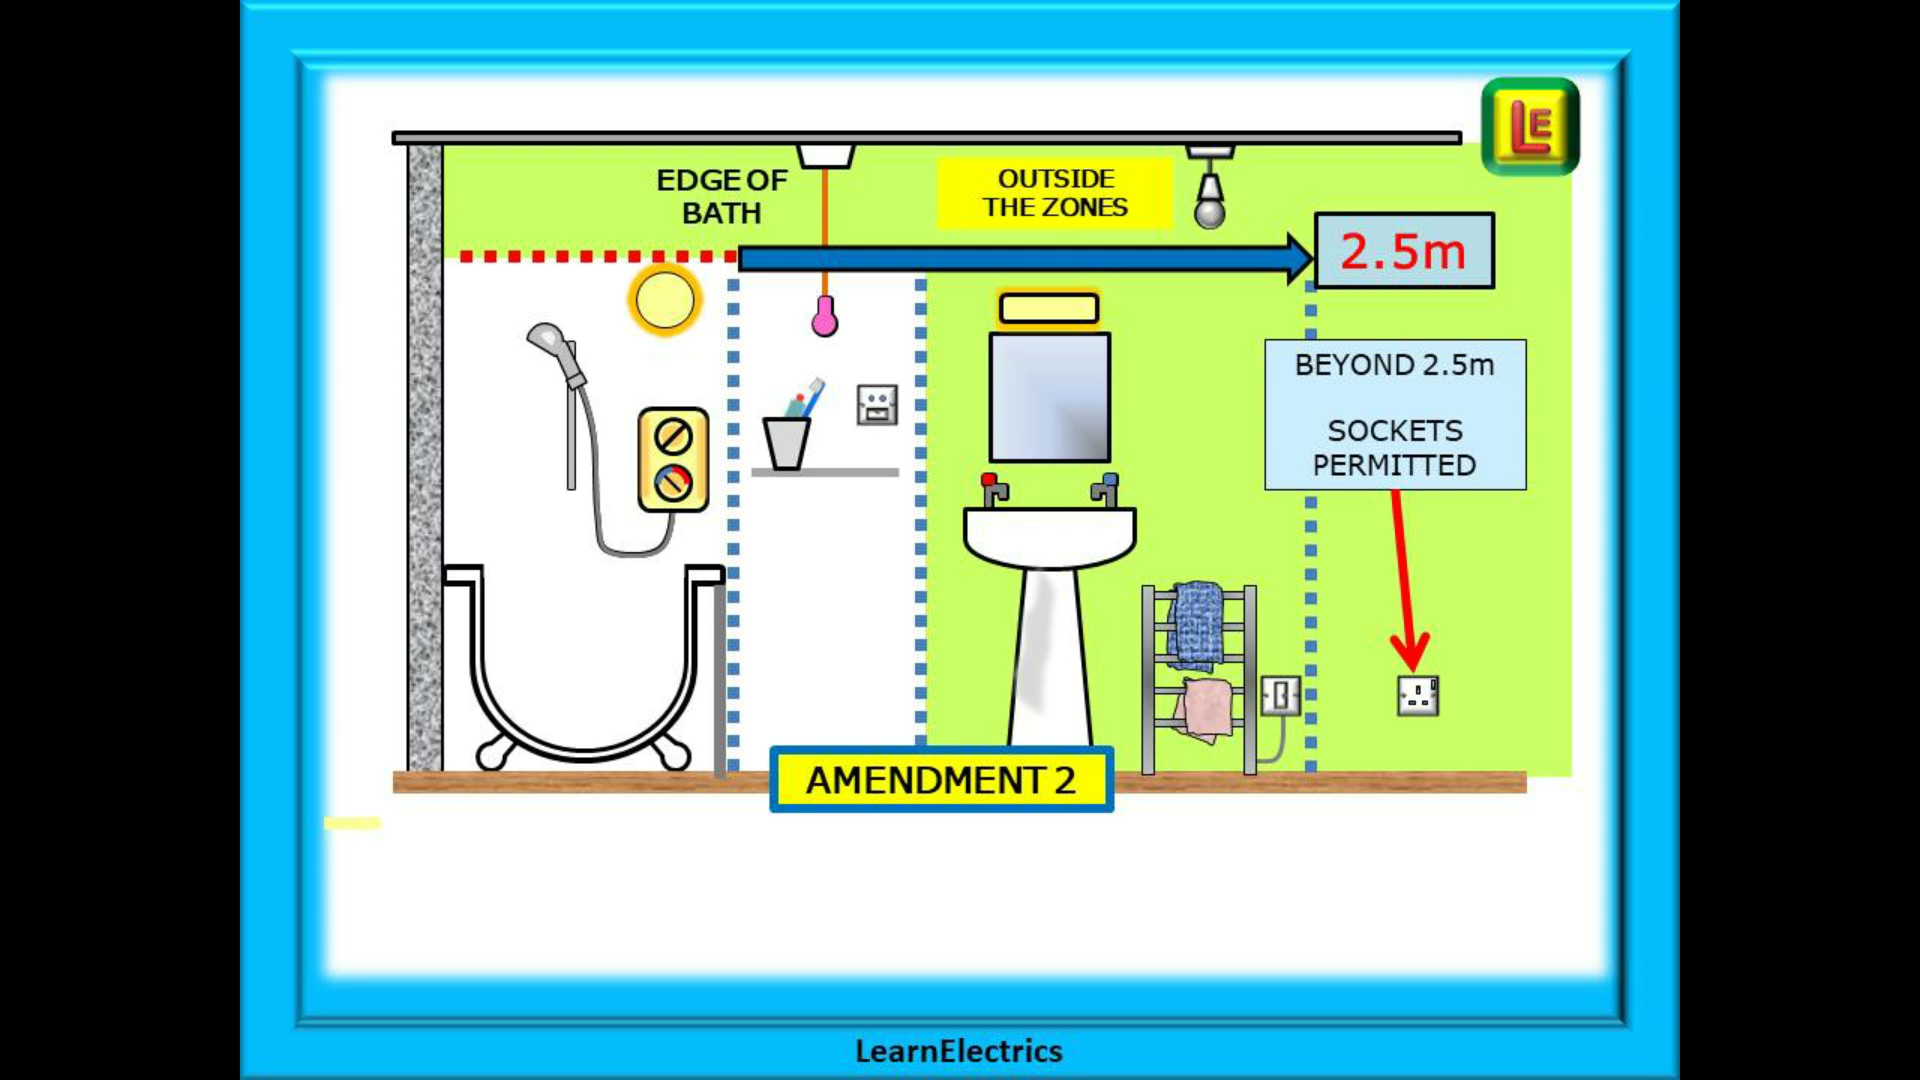 LE
EDGE OF
BATH
OUTSIDE
THE ZONES
2.5m
BEYOND 2.5m
SOCKETS
PERMITTED
AMENDMENT 2
LearnElectrics